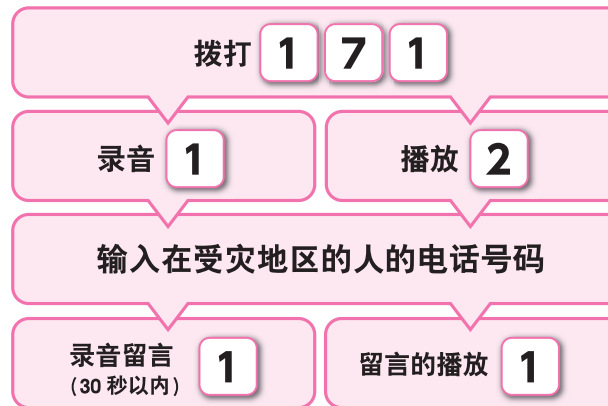 拨打 1 7 1
录音 1
播放 2
输入在受灾地区的人的电话号码
录音留言 1
(30 秒以内)
留言的播放 1